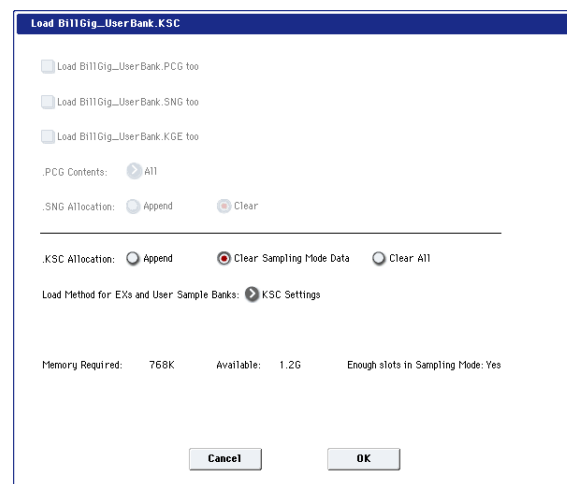 Load BillGig_UserBank.KSC
Load BillGig_UserBank.PCG too
Load BillGig_UserBank.SNG too
Load BillGig_UserBank.KGE too
.PCG Contents: All
.SNG Allocation: Append Clear
.KSC Allocation: Append Clear Sampling Mode Data Clear All
Load Method for EXs and User Sample Banks: KSC Settings
Memory Required: 768K Available: 1.2G Enough slots in Sampling Mode: Yes
Cancel OK